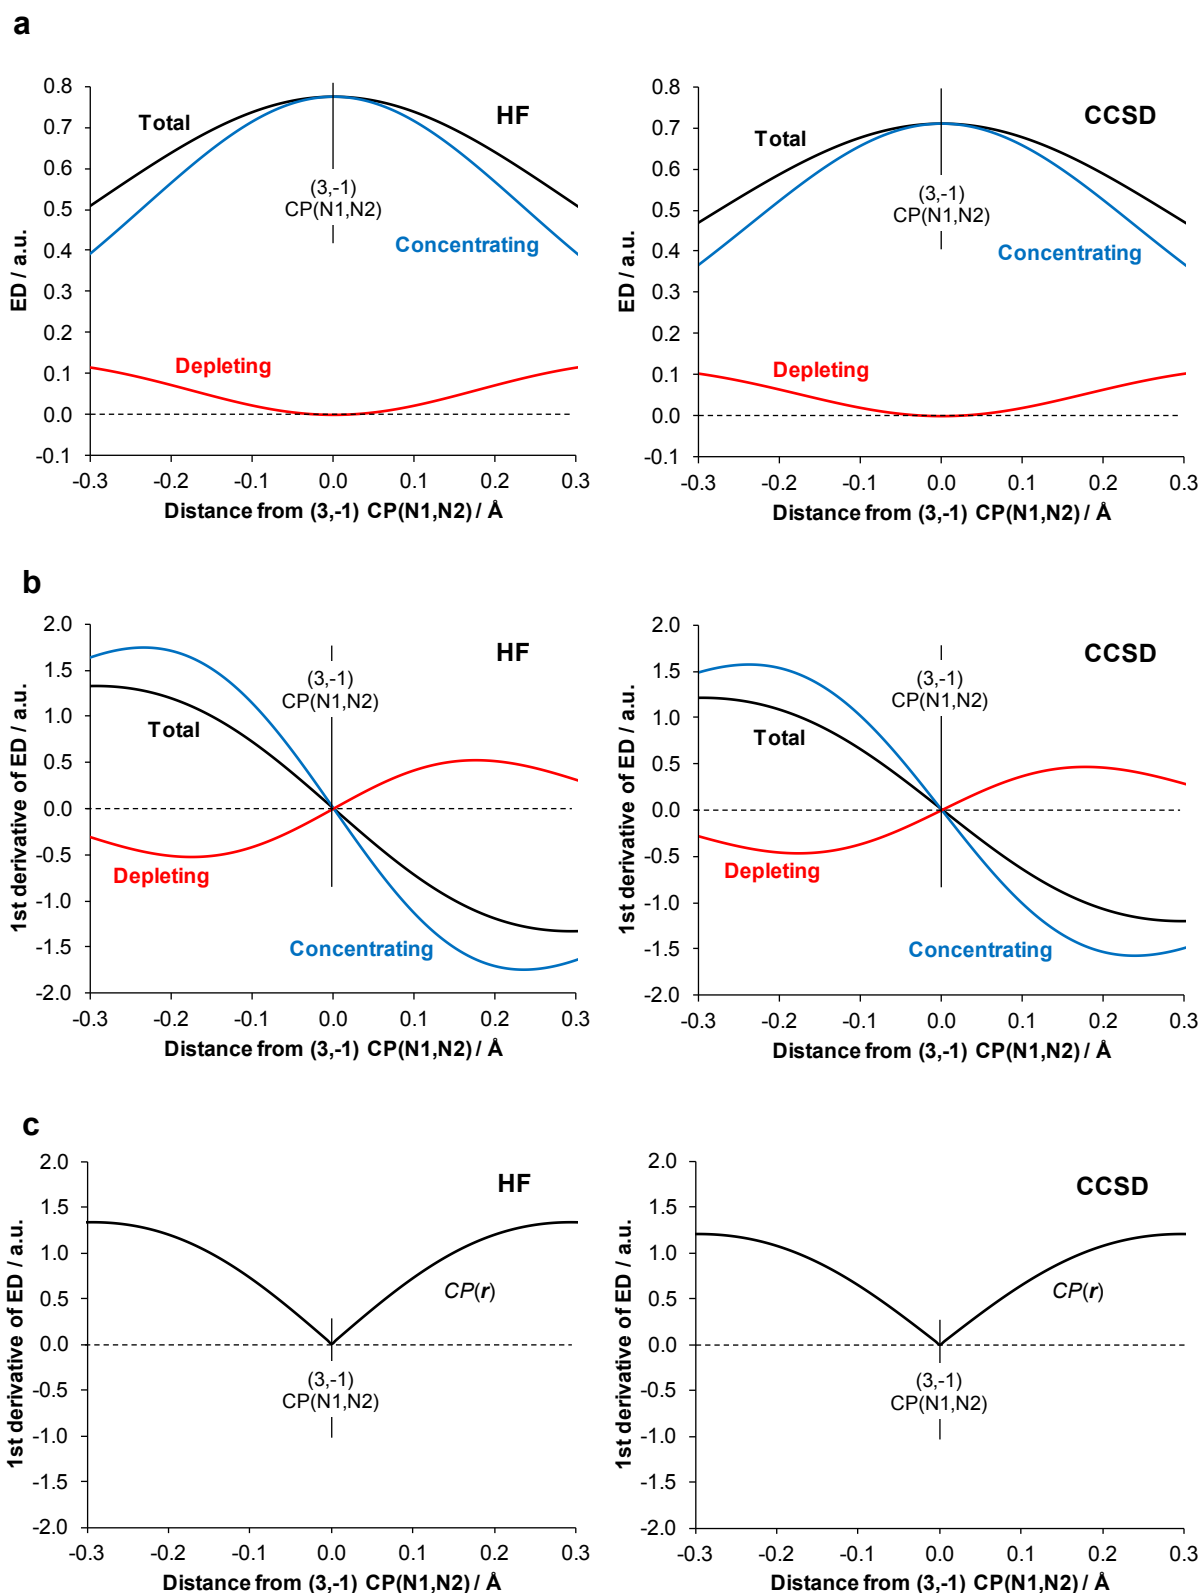 a
HF
CCSD
0.8
0.7
0.6
0.5
0.4
0.3
0.2
0.1
0.0
-0.1
ED / a.u.
Total
(3,-1)
CP(N1,N2)
Concentrating
Depleting
-0.3 -0.2 -0.1 0.0 0.1 0.2 0.3
Distance from (3,-1) CP(N1,N2) / Å
0.8
0.7
0.6
0.5
0.4
0.3
0.2
0.1
0.0
-0.1
ED / a.u.
Total
(3,-1)
CP(N1,N2)
Concentrating
Depleting
-0.3 -0.2 -0.1 0.0 0.1 0.2 0.3
Distance from (3,-1) CP(N1,N2) / Å
b
HF
CCSD
2.0
1.5
1.0
0.5
0.0
-0.5
-1.0
-1.5
-2.0
1st derivative of ED / a.u.
(3,-1)
CP(N1,N2)
Total
Depleting
Concentrating
-0.3 -0.2 -0.1 0.0 0.1 0.2 0.3
Distance from (3,-1) CP(N1,N2) / Å
2.0
1.5
1.0
0.5
0.0
-0.5
-1.0
-1.5
-2.0
1st derivative of ED / a.u.
(3,-1)
CP(N1,N2)
Total
Depleting
Concentrating
-0.3 -0.2 -0.1 0.0 0.1 0.2 0.3
Distance from (3,-1) CP(N1,N2) / Å
c
HF
CCSD
2.0
1.5
1.0
0.5
0.0
-0.5
-1.0
-1.5
-2.0
1st derivative of ED / a.u.
CP(r)
(3,-1)
CP(N1,N2)
-0.3 -0.2 -0.1 0.0 0.1 0.2 0.3
Distance from (3,-1) CP(N1,N2) / Å
2.0
1.5
1.0
0.5
0.0
-0.5
-1.0
-1.5
-2.0
1st derivative of ED / a.u.
CP(r)
(3,-1)
CP(N1,N2)
-0.3 -0.2 -0.1 0.0 0.1 0.2 0.3
Distance from (3,-1) CP(N1,N2) / Å